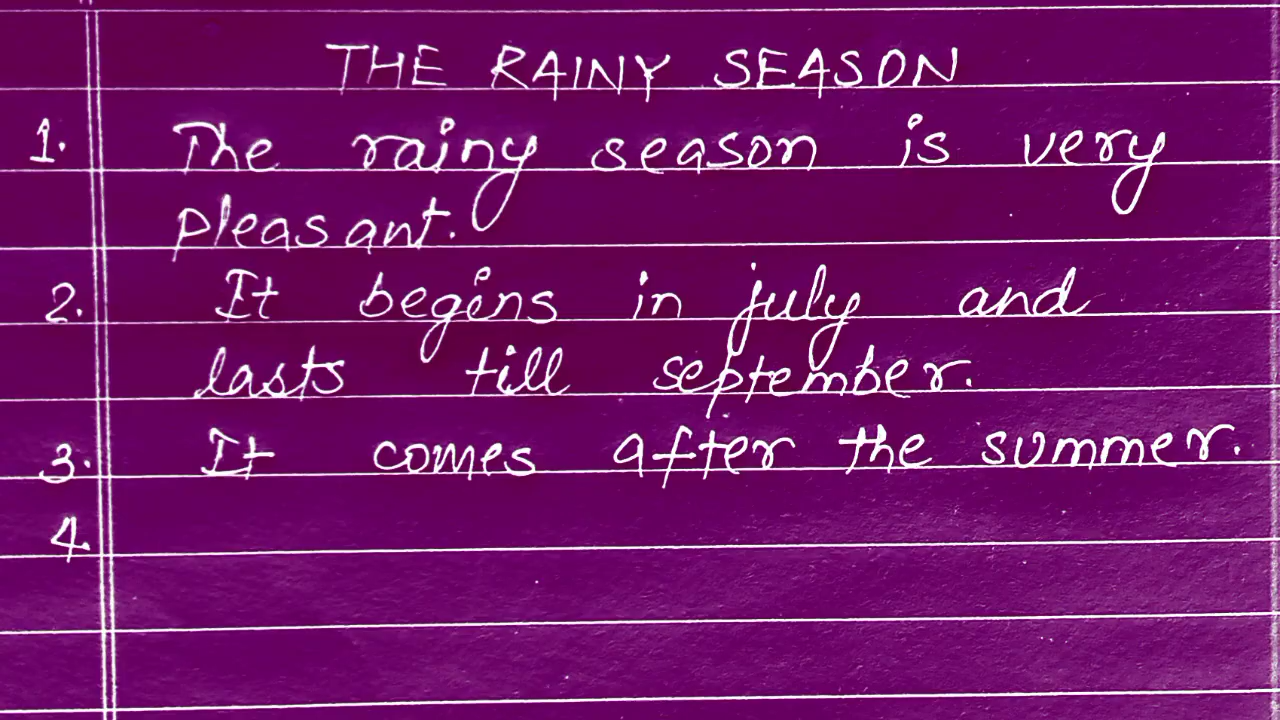 THE RAINY SEASON
1. The rainy season is very
pleasant.
2. It begins in july and
lasts till september.
3. It comes after the summer.
4.